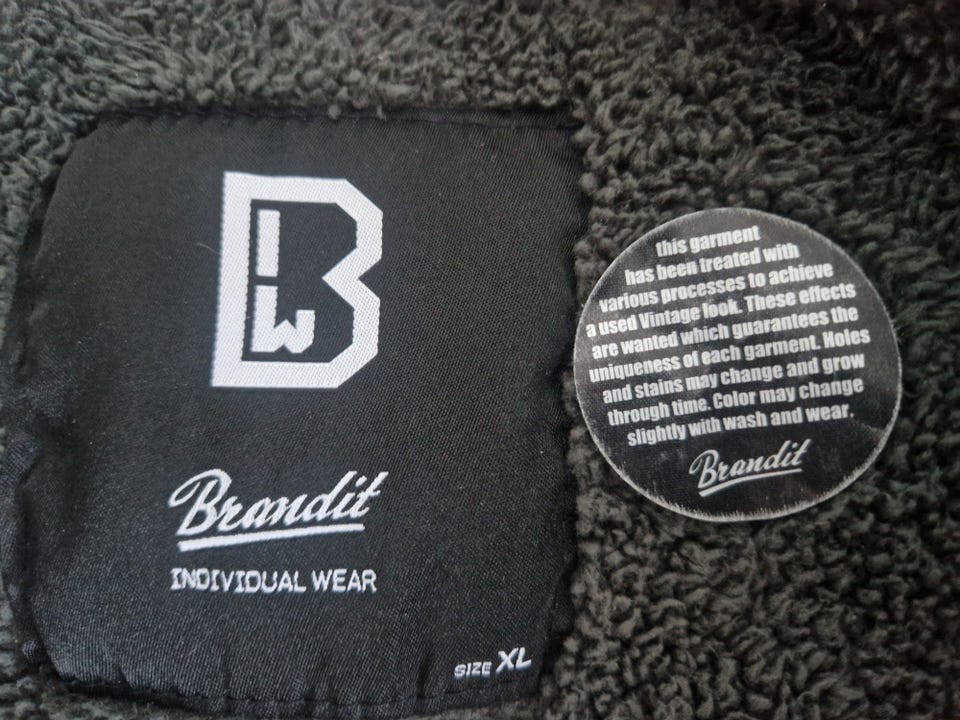 B
IW
Brandit
INDIVIDUAL WEAR
SIZE XL
this garment
has been treated with
various processes to achieve
a used Vintage look. These effects
are wanted which guarantees the
uniqueness of each garment. Holes
and stains may change and grow
through time. Color may change
slightly with wash and wear.
Brandit